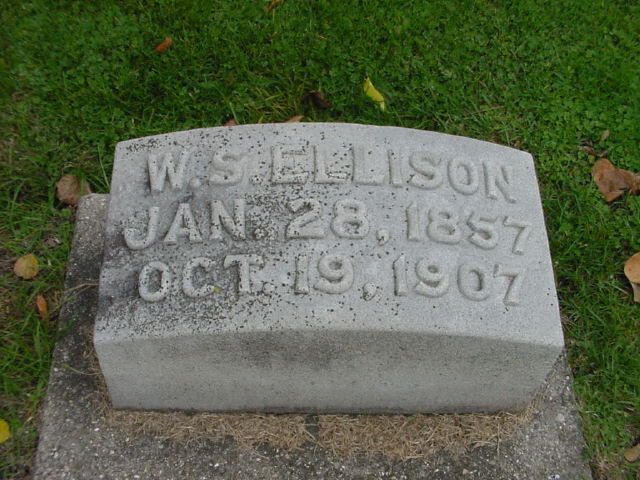 W. S. ELLISON
JAN. 28, 1857
OCT. 19, 1907